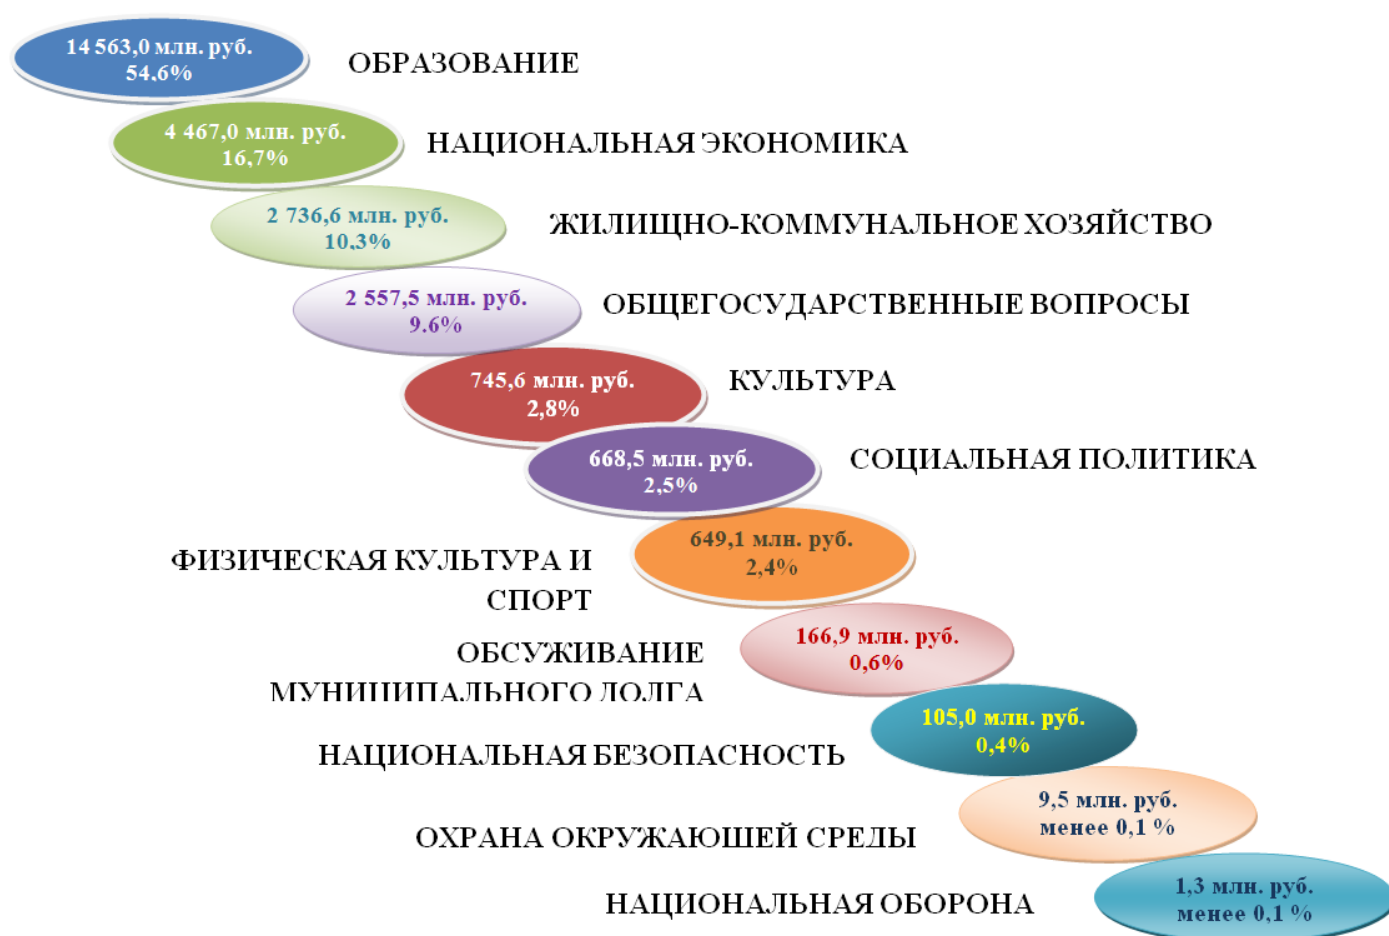 14 563,0 млн. руб.
54,6%
ОБРАЗОВАНИЕ
4 467,0 млн. руб.
16,7%
НАЦИОНАЛЬНАЯ ЭКОНОМИКА
2 736,6 млн. руб.
10,3%
ЖИЛИЩНО-КОММУНАЛЬНОЕ ХОЗЯЙСТВО
2 557,5 млн. руб.
9.6%
ОБЩЕГОСУДАРСТВЕННЫЕ ВОПРОСЫ
745,6 млн. руб.
2,8%
КУЛЬТУРА
668,5 млн. руб.
2,5%
СОЦИАЛЬНАЯ ПОЛИТИКА
649,1 млн. руб.
2,4%
ФИЗИЧЕСКАЯ КУЛЬТУРА И
СПОРТ
166,9 млн. руб.
0,6%
ОБСУЖИВАНИЕ
МУНИЦИПАЛЬНОГО ДОЛГА
105,0 млн. руб.
0,4%
НАЦИОНАЛЬНАЯ БЕЗОПАСНОСТЬ
9,5 млн. руб.
менее 0,1 %
ОХРАНА ОКРУЖАЮЩЕЙ СРЕДЫ
1,3 млн. руб.
менее 0,1 %
НАЦИОНАЛЬНАЯ ОБОРОНА